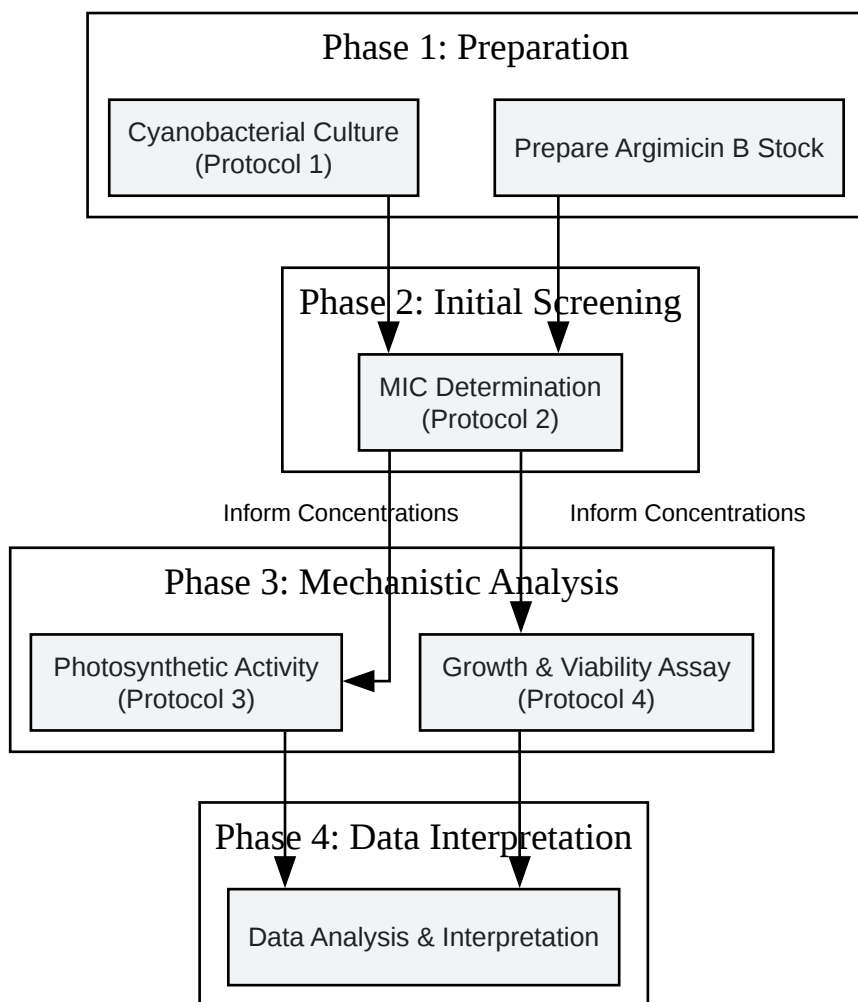 Phase 1: Preparation
Cyanobacterial Culture
(Protocol 1)
Prepare Argimicin B Stock
Phase 2: Initial Screening
MIC Determination
(Protocol 2)
Inform Concentrations
Inform Concentrations
Phase 3: Mechanistic Analysis
Photosynthetic Activity
(Protocol 3)
Growth & Viability Assay
(Protocol 4)
Phase 4: Data Interpretation
Data Analysis & Interpretation